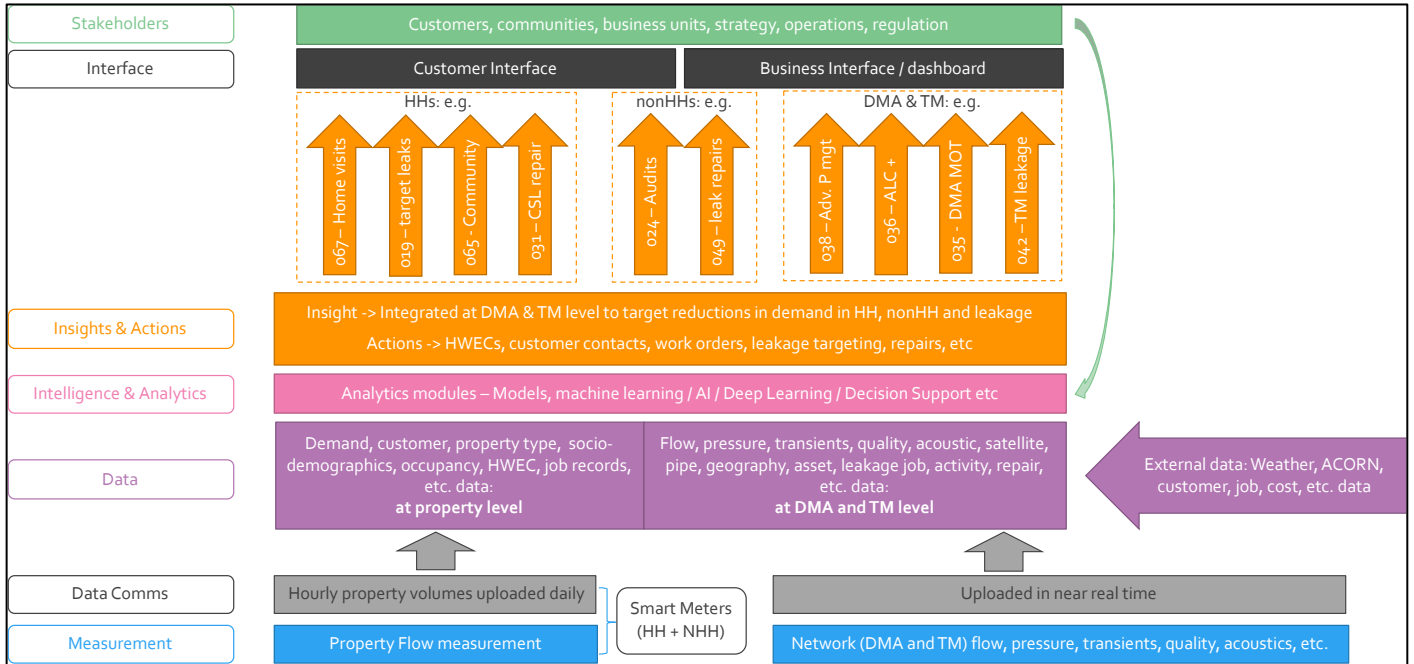 Stakeholders
Customers, communities, business units, strategy, operations, regulation
Interface
Customer Interface
Business Interface / dashboard
HHs: e.g.
nonHHs: e.g.
DMA & TM: e.g.
067 – Home visits
019 – target leaks
065 - Community
031 – CSL repair
024 – Audits
049 – leak repairs
038 – Adv. P mgt
036 – ALC +
035 - DMA MOT
042 – TM leakage
Insights & Actions
Insight -> Integrated at DMA & TM level to target reductions in demand in HH, nonHH and leakage
Actions -> HWECs, customer contacts, work orders, leakage targeting, repairs, etc
Intelligence & Analytics
Analytics modules – Models, machine learning / AI / Deep Learning / Decision Support etc
Data
Demand, customer, property type, socio-
demographics, occupancy, HWEC, job records,
etc. data:
at property level
Flow, pressure, transients, quality, acoustic, satellite,
pipe, geography, asset, leakage job, activity, repair,
etc. data:
at DMA and TM level
External data: Weather, ACORN,
customer, job, cost, etc. data
Data Comms
Hourly property volumes uploaded daily
Smart Meters
(HH + NHH)
Uploaded in near real time
Measurement
Property Flow measurement
Network (DMA and TM) flow, pressure, transients, quality, acoustics, etc.